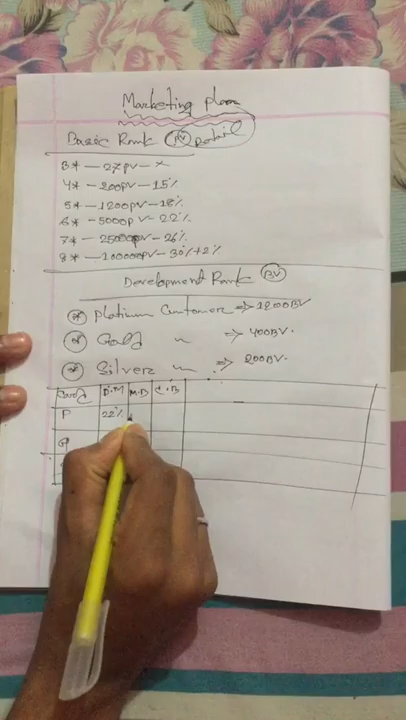 Marketing plan
Basic Rank PV Retail
3* — 27pv — ×
4* — 200pv — 15%
5* — 1200pv — 18%
6* — 5000pv — 22%
7* — 25000pv — 26%
8* — 100000pv — 30% + 2%
Development Rank BV
* Platinum Customer ⇒ 1200BV
* Gold " ⇒ 400BV.
* Silver " ⇒ 200BV.
D.M M.D C.B
P 22%
G